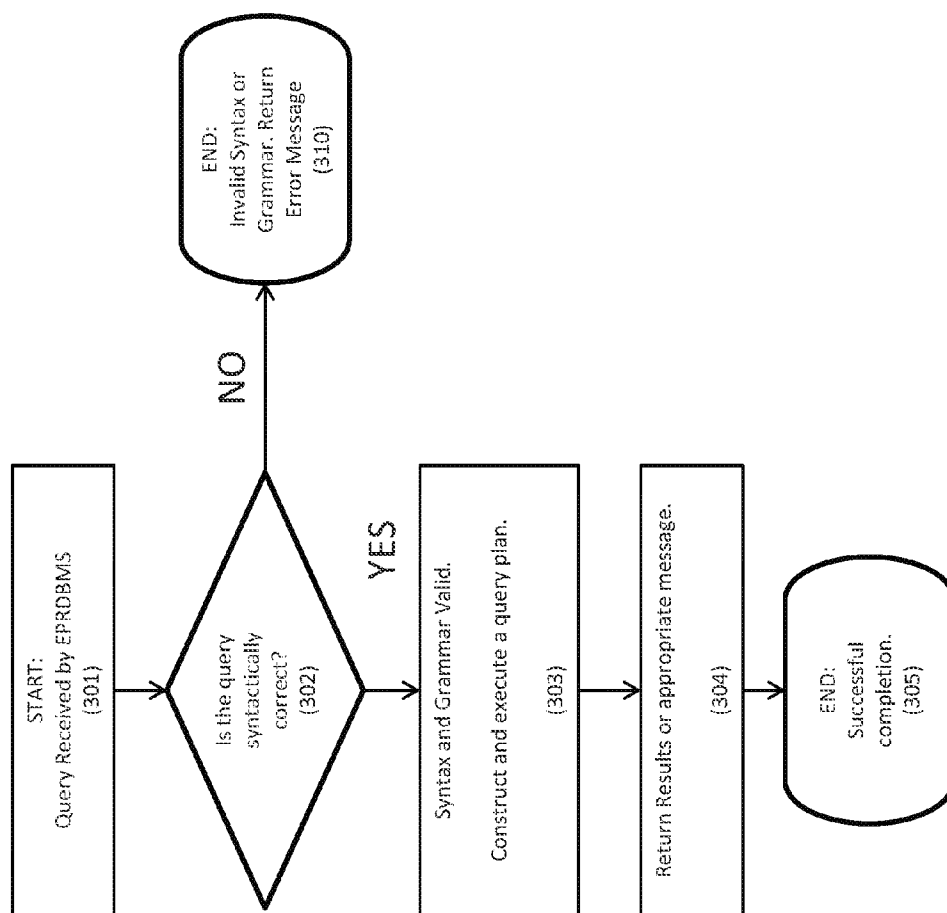 START:
Query Received by EPRDBMS
(301)
Is the query
syntactically
correct?
(302)
NO
END:
Invalid Syntax or
Grammar. Return
Error Message
(310)
YES
Syntax and Grammar Valid.
Construct and execute a query plan.
(303)
Return Results or appropriate message.
(304)
END:
Successful
completion.
(305)